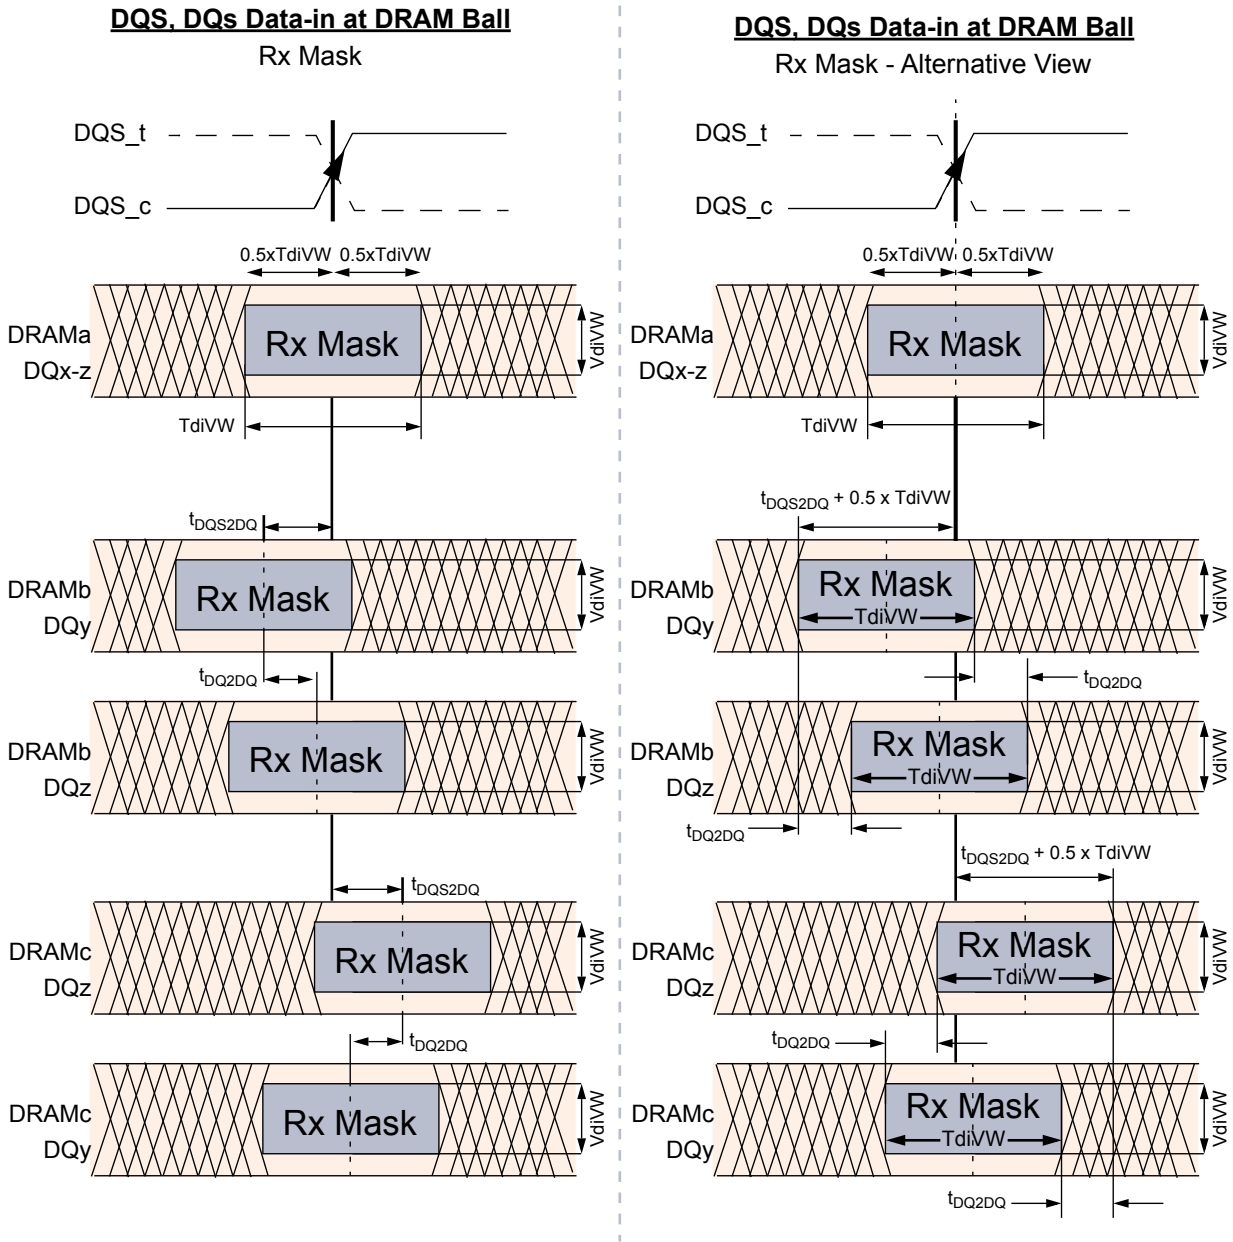 DQS, DQs Data-in at DRAM Ball
Rx Mask
DQS_t
DQS_c
0.5xTdiVW 0.5xTdiVW
DRAMa
DQx-z
Rx Mask
VdiVW
TdiVW
tDQS2DQ
DRAMb
DQy
Rx Mask
VdiVW
tDQ2DQ
DRAMb
DQz
Rx Mask
VdiVW
tDQS2DQ
DRAMc
DQz
Rx Mask
VdiVW
tDQ2DQ
DRAMc
DQy
Rx Mask
VdiVW
DQS, DQs Data-in at DRAM Ball
Rx Mask - Alternative View
DQS_t
DQS_c
0.5xTdiVW 0.5xTdiVW
DRAMa
DQx-z
Rx Mask
VdiVW
TdiVW
tDQS2DQ + 0.5 x TdiVW
DRAMb
DQy
Rx Mask
TdiVW
VdiVW
tDQ2DQ
DRAMb
DQz
Rx Mask
TdiVW
VdiVW
tDQ2DQ
tDQS2DQ + 0.5 x TdiVW
DRAMc
DQz
Rx Mask
TdiVW
VdiVW
tDQ2DQ
DRAMc
DQy
Rx Mask
TdiVW
VdiVW
tDQ2DQ